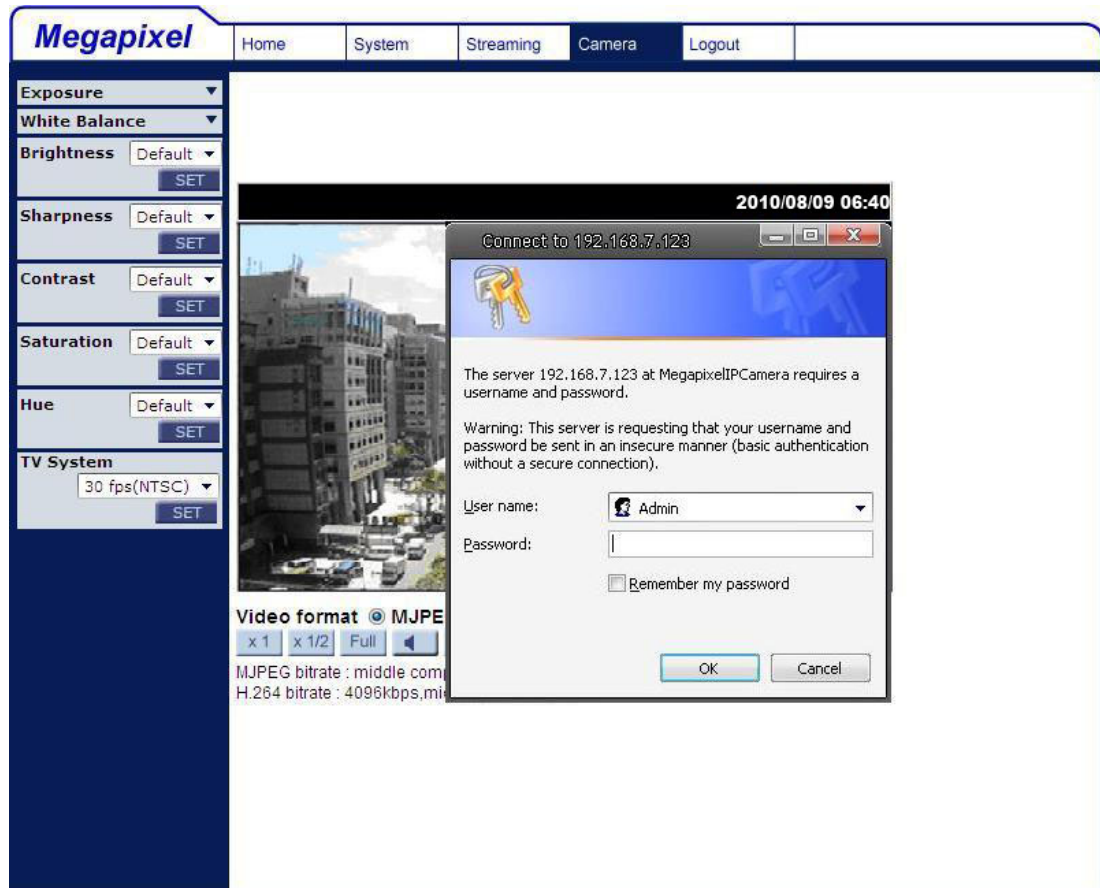 Megapixel
Home System Streaming Camera Logout
Exposure
White Balance
Brightness Default
SET
Sharpness Default
SET
Contrast Default
SET
Saturation Default
SET
Hue Default
SET
TV System
30 fps(NTSC)
SET
2010/08/09 06:40
Connect to 192.168.7.123
The server 192.168.7.123 at MegapixelIPCamera requires a
username and password.
Warning: This server is requesting that your username and
password be sent in an insecure manner (basic authentication
without a secure connection).
User name: Admin
Password:
Remember my password
OK Cancel
Video format MJPE
x 1 x 1/2 Full
MJPEG bitrate : middle com
H.264 bitrate : 4096kbps,mi